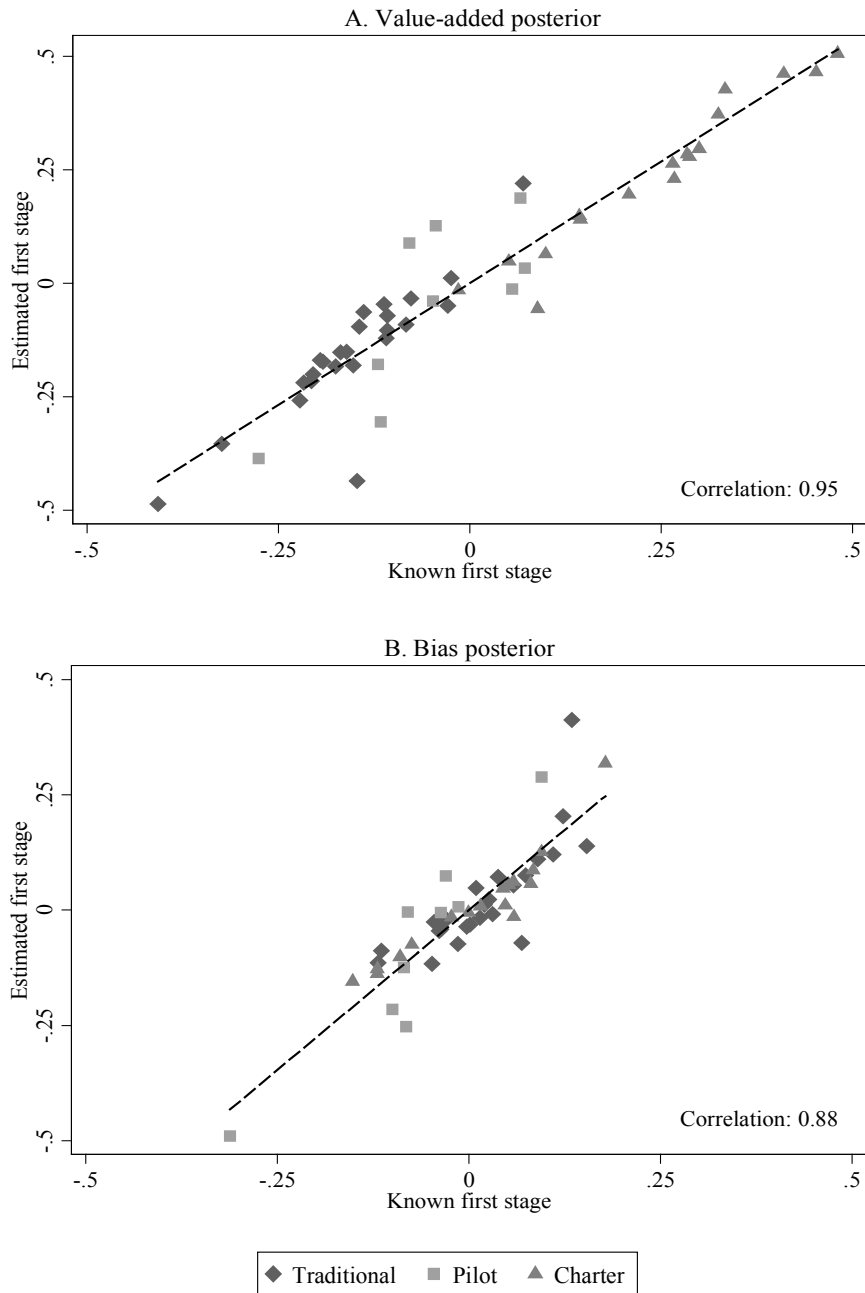 A. Value-added posterior
Estimated first stage
.5
.25
0
-.25
-.5
Correlation: 0.95
-.5 -.25 0 .25 .5
Known first stage
B. Bias posterior
Estimated first stage
.5
.25
0
-.25
-.5
Correlation: 0.88
-.5 -.25 0 .25 .5
Known first stage
Traditional Pilot Charter